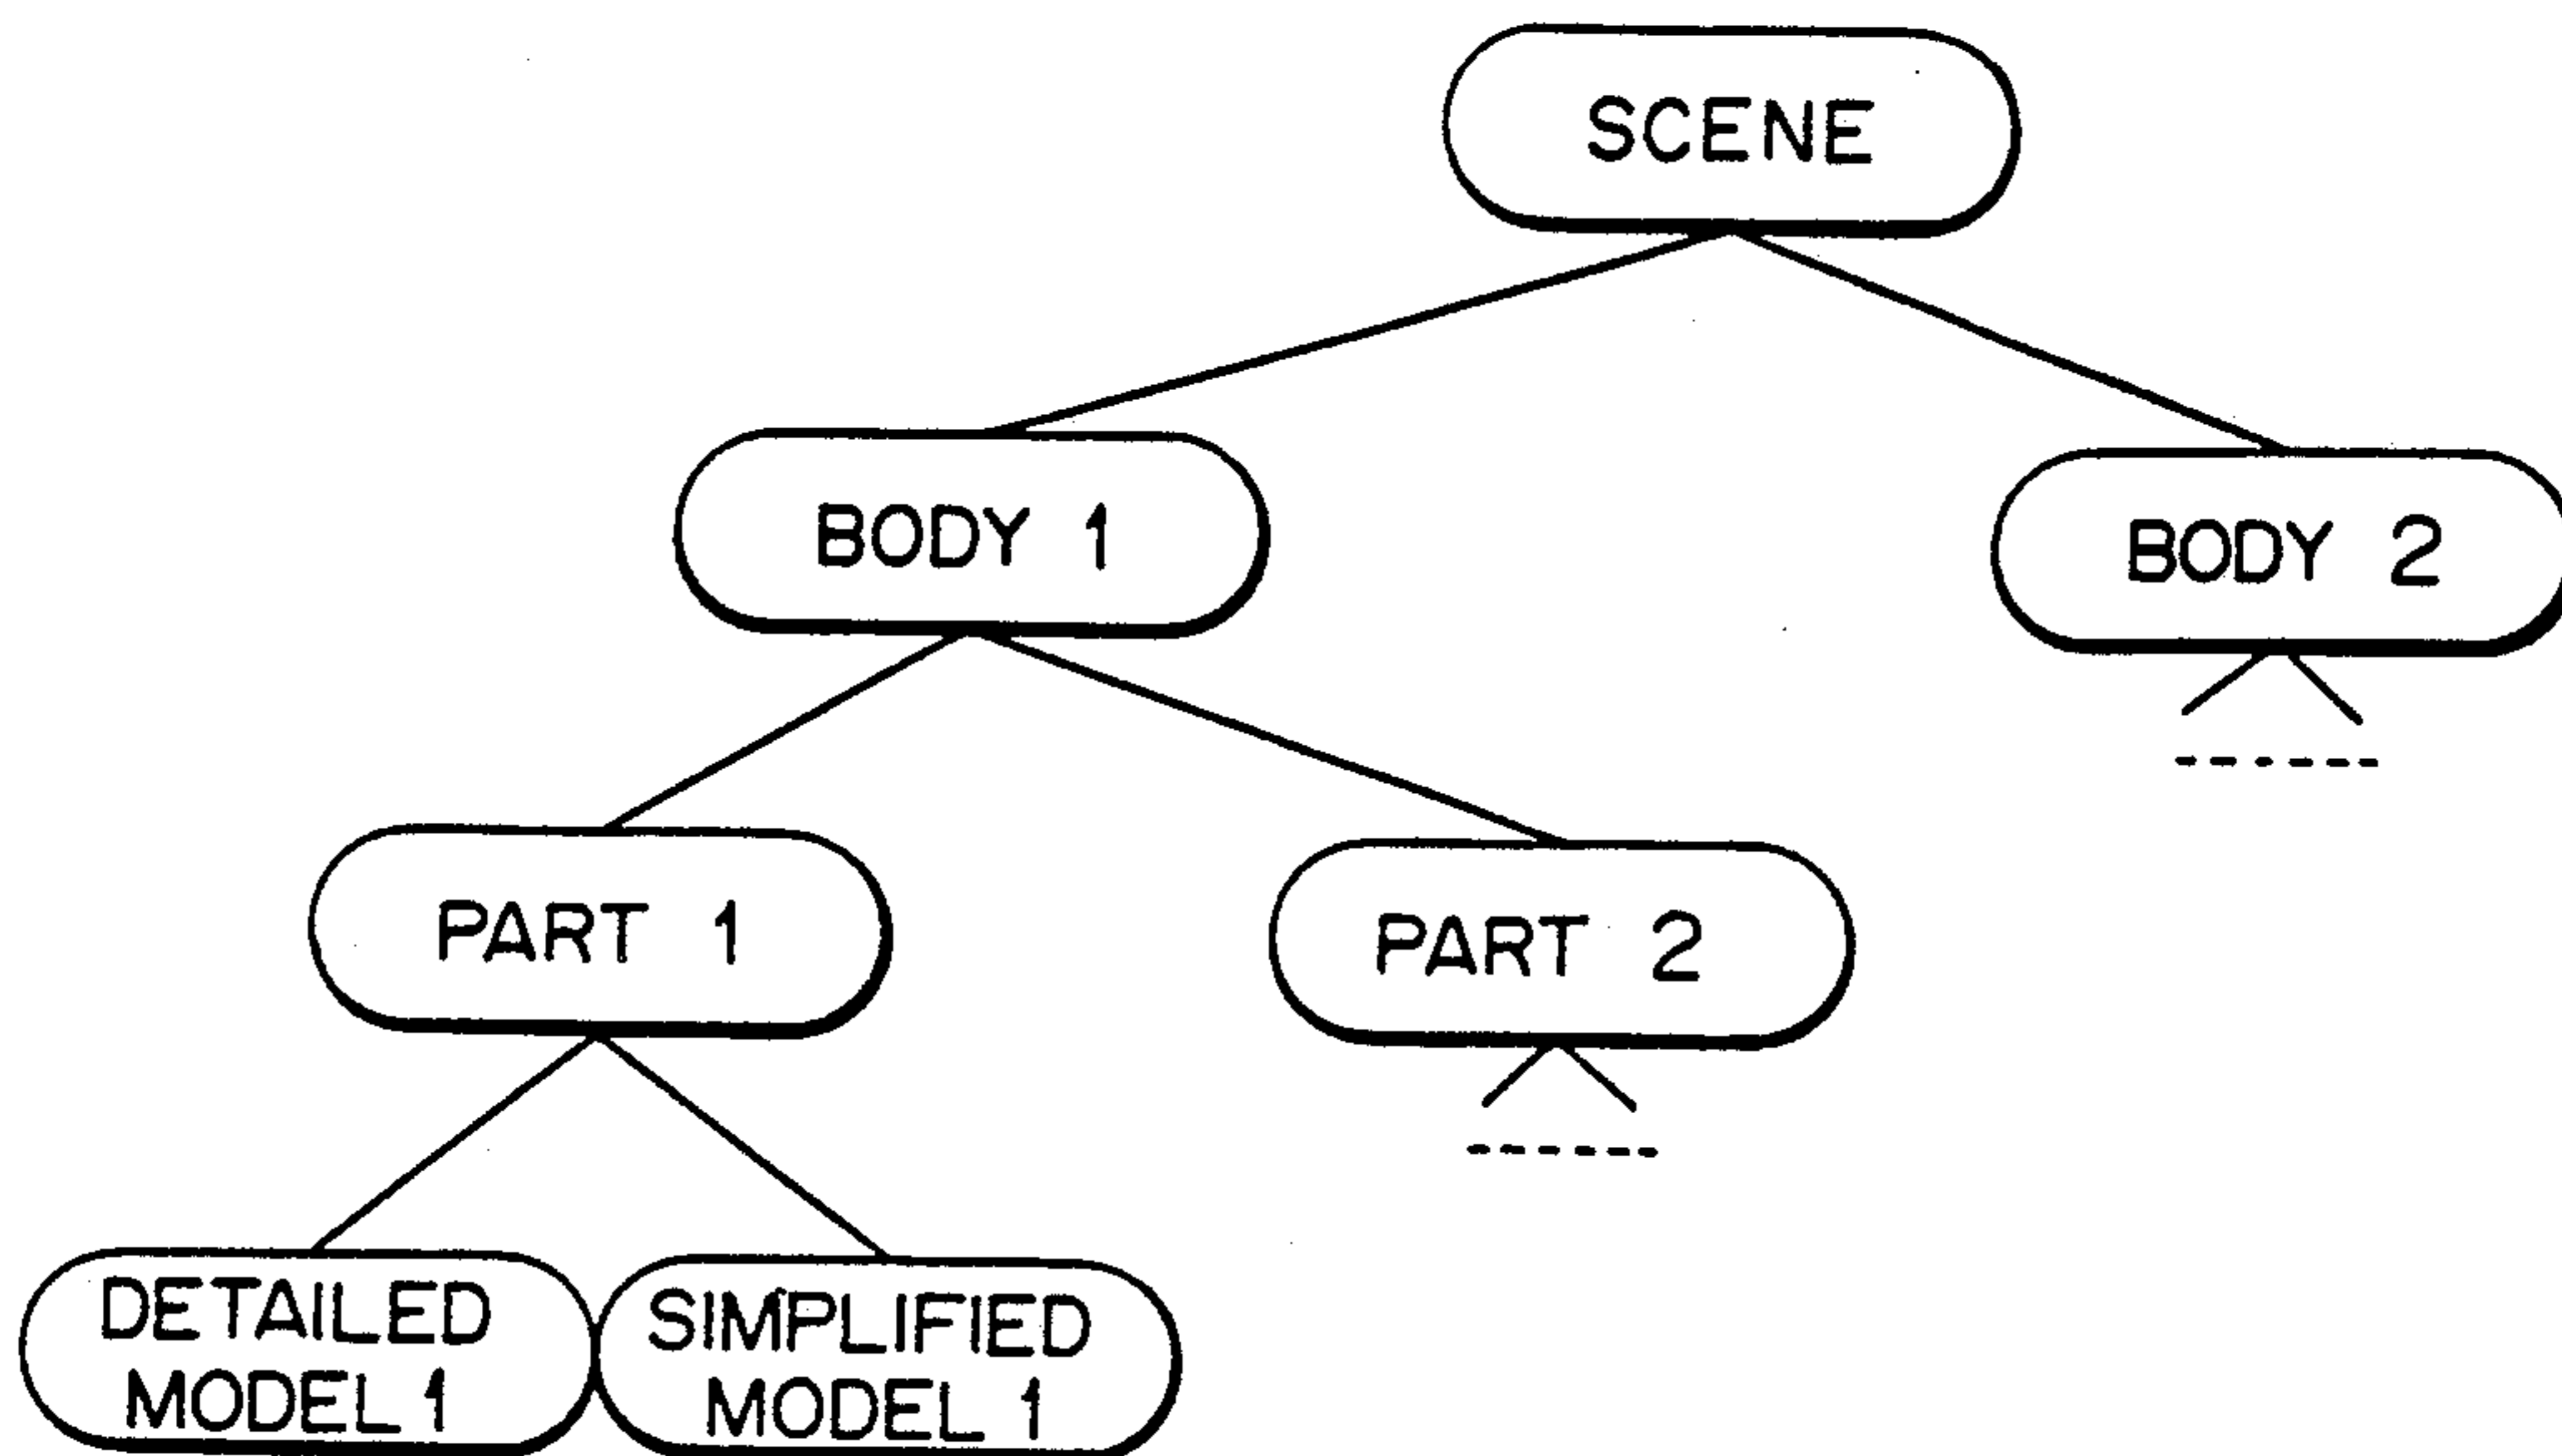 SCENE
BODY 1
BODY 2
PART 1
PART 2
DETAILED
MODEL 1
SIMPLIFIED
MODEL 1